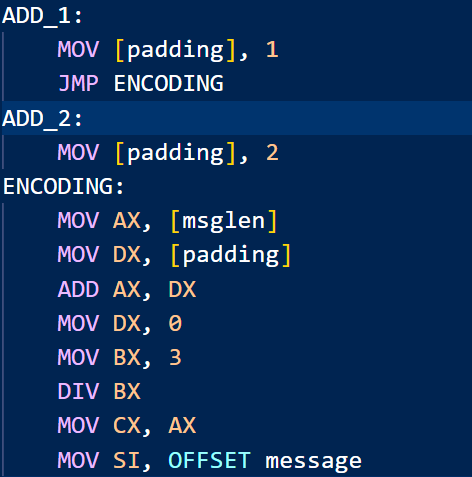 ADD_1:
    MOV [padding], 1
    JMP ENCODING
ADD_2:
    MOV [padding], 2
ENCODING:
    MOV AX, [msglen]
    MOV DX, [padding]
    ADD AX, DX
    MOV DX, 0
    MOV BX, 3
    DIV BX
    MOV CX, AX
    MOV SI, OFFSET message